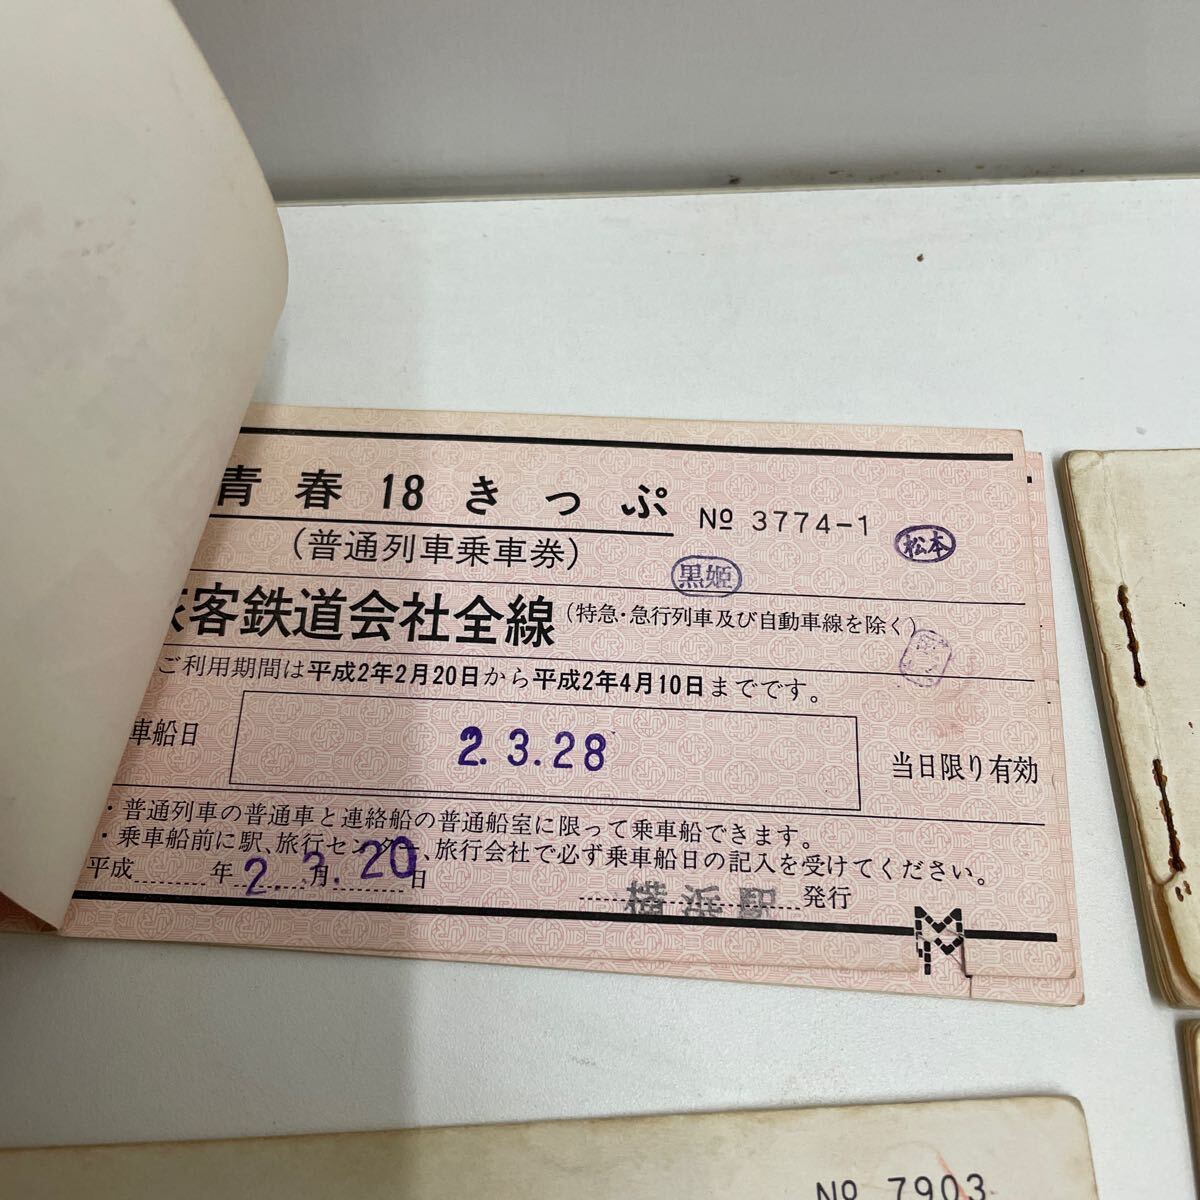 青春18きっぷ
№ 3774-1
松本
(普通列車乗車券)
黒姫
旅客鉄道会社全線(特急・急行列車及び自動車線を除く)
ご利用期間は平成2年2月20日から平成2年4月10日までです。
車船日
2.3.28
当日限り有効
・普通列車の普通車と連絡船の普通船室に限って乗車船できます。
・乗車船前に駅、旅行センター、旅行会社で必ず乗車船日の記入を受けてください。
平成 年 月 日
2.3.20
横浜駅 発行
№ 7903